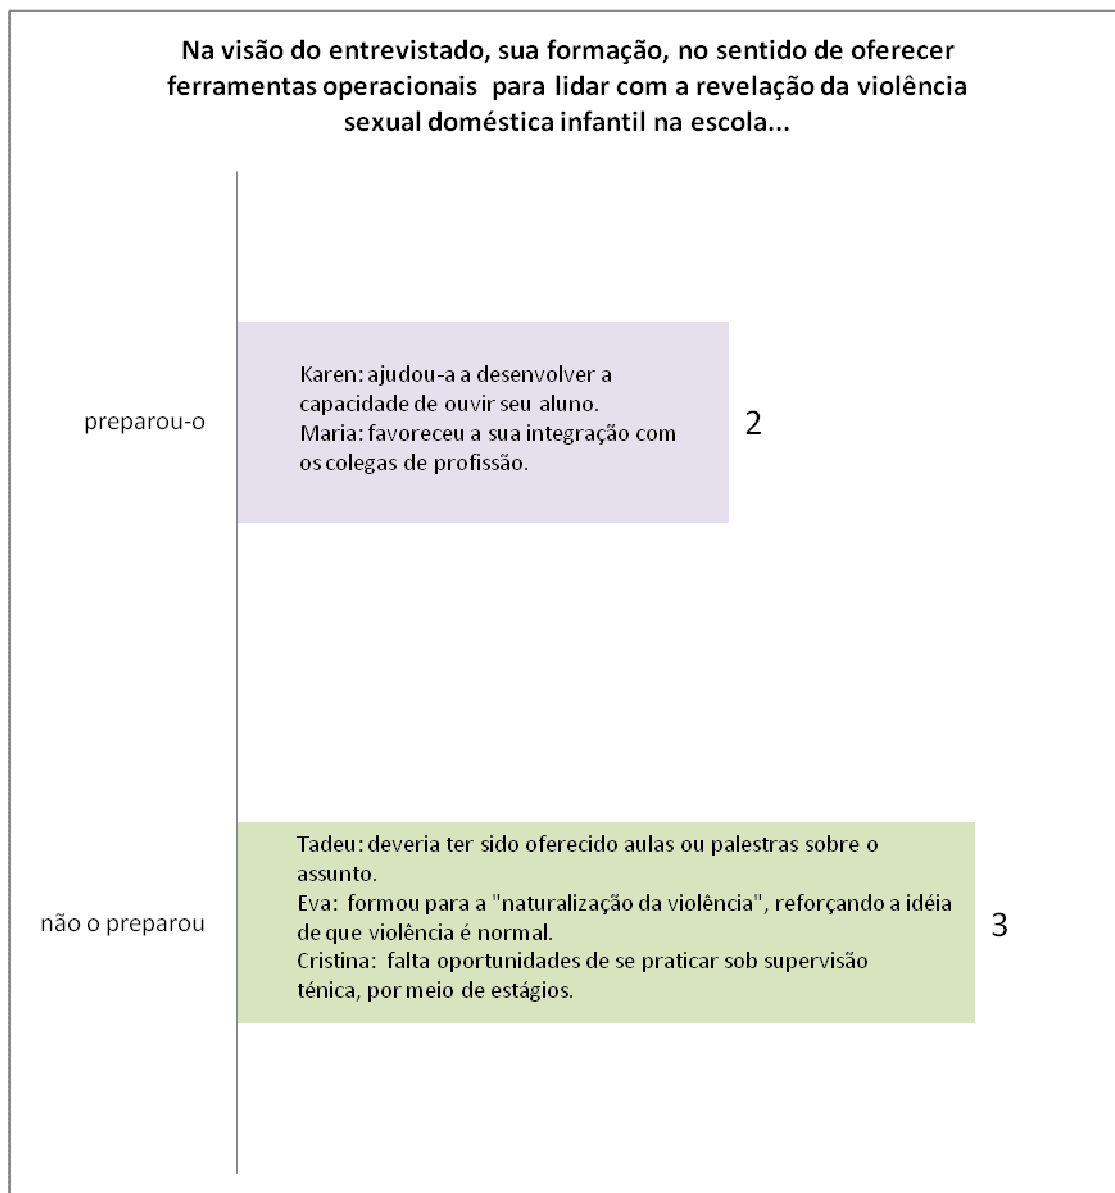 Na visão do entrevistado, sua formação, no sentido de oferecer
ferramentas operacionais para lidar com a revelação da violência
sexual doméstica infantil na escola...
preparou-o
Karen: ajudou-a a desenvolver a
capacidade de ouvir seu aluno.
Maria: favoreceu a sua integração com
os colegas de profissão.
2
não o preparou
Tadeu: deveria ter sido oferecido aulas ou palestras sobre o
assunto.
Eva: formou para a "naturalização da violência", reforçando a idéia
de que violência é normal.
Cristina: falta oportunidades de se praticar sob supervisão
ténica, por meio de estágios.
3